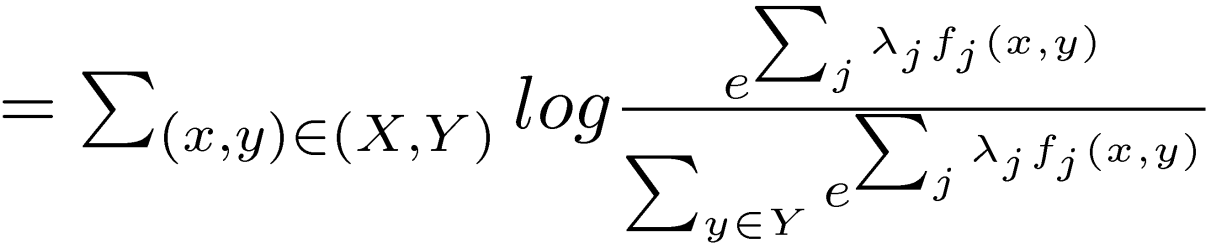 = \sum_{(x,y)\in(X,Y)} log \frac{e^{\sum_j \lambda_j f_j(x,y)}}{\sum_{y\in Y} e^{\sum_j \lambda_j f_j(x,y)}}